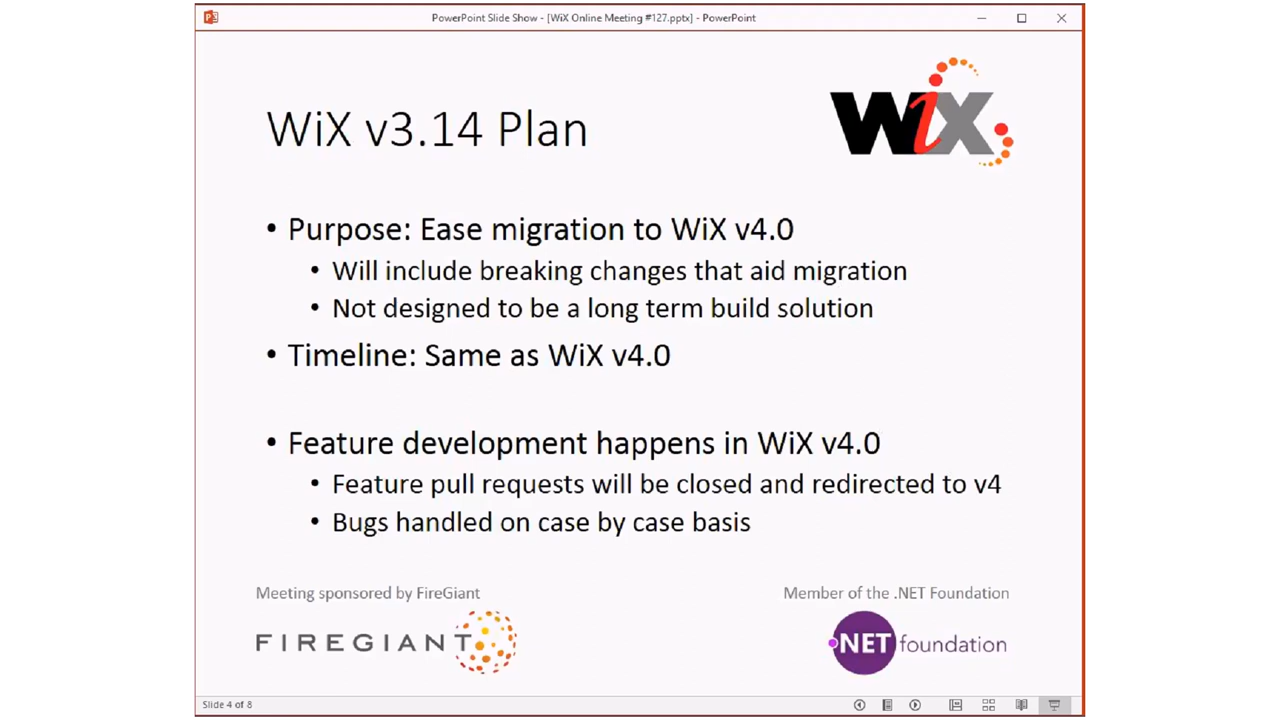 PowerPoint Slide Show - [WiX Online Meeting #127.pptx] - PowerPoint
WiX
WiX v3.14 Plan
• Purpose: Ease migration to WiX v4.0
• Will include breaking changes that aid migration
• Not designed to be a long term build solution
• Timeline: Same as WiX v4.0
• Feature development happens in WiX v4.0
• Feature pull requests will be closed and redirected to v4
• Bugs handled on case by case basis
Meeting sponsored by FireGiant
Member of the .NET Foundation
FIREGIANT
.NET foundation
Slide 4 of 8